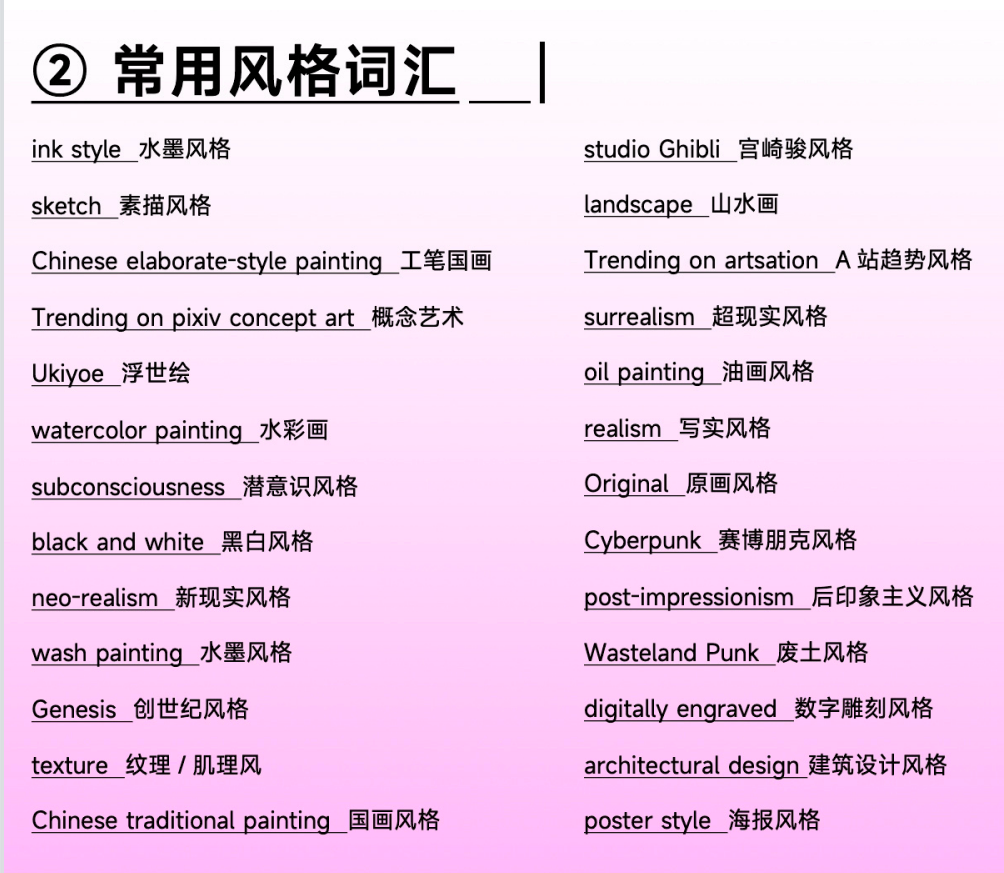 ② 常用风格词汇 __|
ink style 水墨风格
sketch 素描风格
Chinese elaborate-style painting 工笔国画
Trending on pixiv concept art 概念艺术
Ukiyoe 浮世绘
watercolor painting 水彩画
subconsciousness 潜意识风格
black and white 黑白风格
neo-realism 新现实风格
wash painting 水墨风格
Genesis 创世纪风格
texture 纹理 / 肌理风
Chinese traditional painting 国画风格
studio Ghibli 宫崎骏风格
landscape 山水画
Trending on artsation A 站趋势风格
surrealism 超现实风格
oil painting 油画风格
realism 写实风格
Original 原画风格
Cyberpunk 赛博朋克风格
post-impressionism 后印象主义风格
Wasteland Punk 废土风格
digitally engraved 数字雕刻风格
architectural design 建筑设计风格
poster style 海报风格